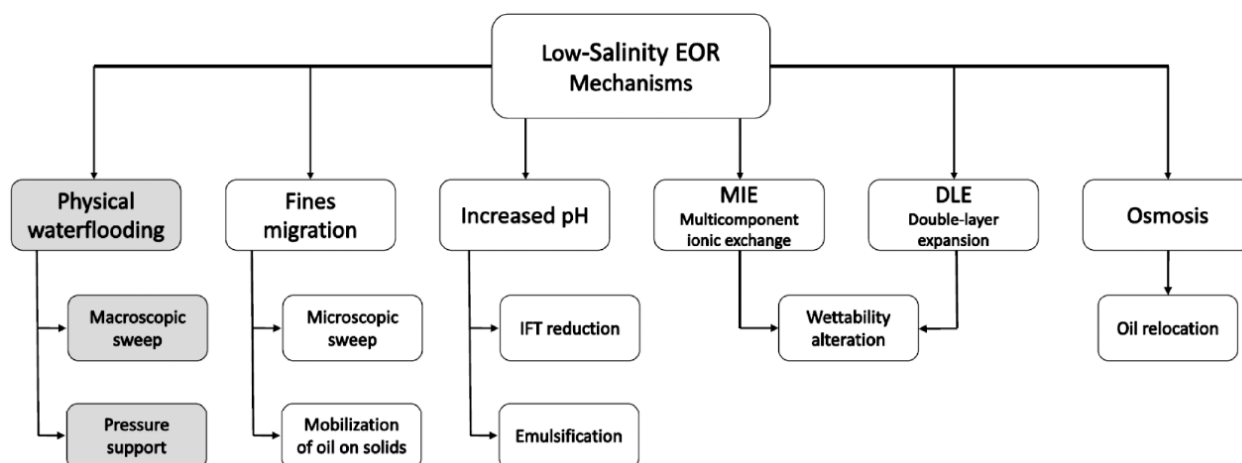 Low-Salinity EOR
Mechanisms
Physical
waterflooding
Fines
migration
Increased pH
MIE
Multicomponent
ionic exchange
DLE
Double-layer
expansion
Osmosis
Macroscopic
sweep
Microscopic
sweep
IFT reduction
Wettability
alteration
Oil relocation
Pressure
support
Mobilization
of oil on solids
Emulsification